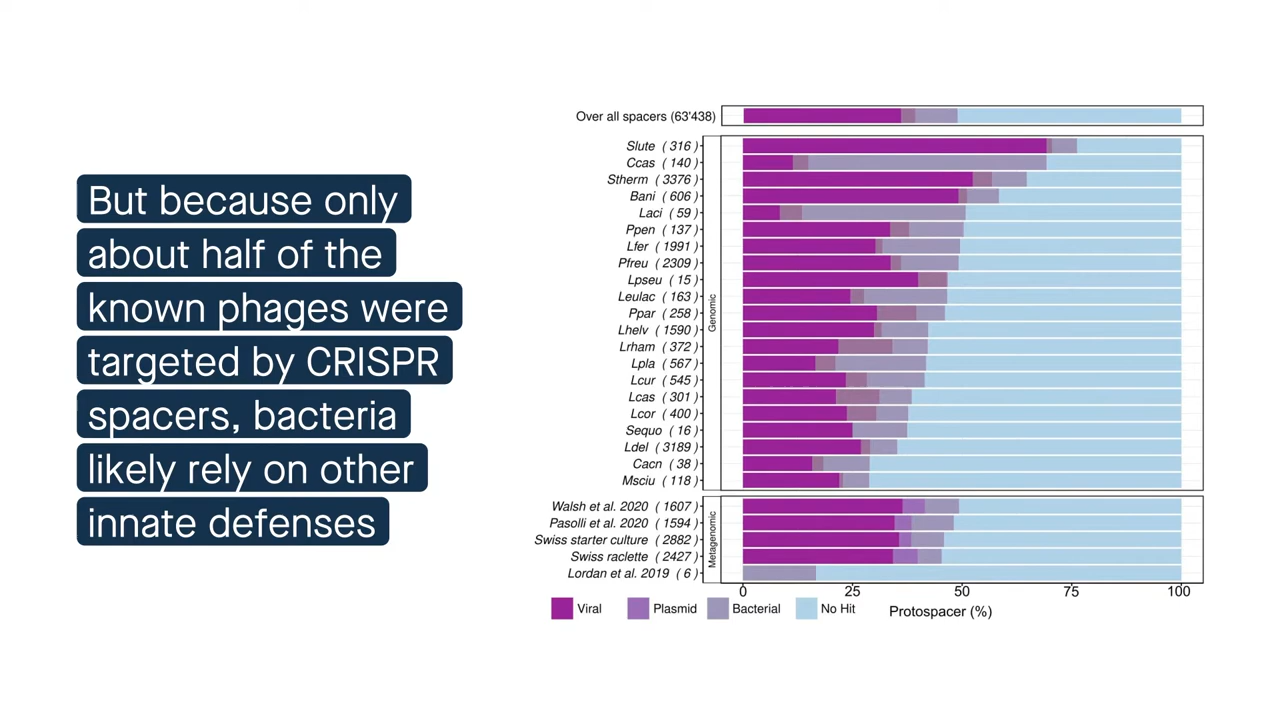 But because only
about half of the
known phages were
targeted by CRISPR
spacers, bacteria
likely rely on other
innate defenses
Over all spacers (63'438)
Slute (316)
Ccas (140)
Stherm (3376)
Bani (606)
Laci (59)
Ppen (137)
Lfer (1991)
Pfreu (2309)
Lpseu (15)
Leulac (163)
Ppar (258)
Lhelv (1590)
Lrham (372)
Lpla (567)
Lcur (545)
Lcas (301)
Lcor (400)
Sequo (16)
Ldel (3189)
Cacn (38)
Msciu (118)
Genomic
Walsh et al. 2020 (1607)
Pasolli et al. 2020 (1594)
Swiss starter culture (2882)
Swiss raclette (2427)
Lordan et al. 2019 (6)
Metagenomic
0 25 50 75 100
Viral Plasmid Bacterial No Hit
Protospacer (%)